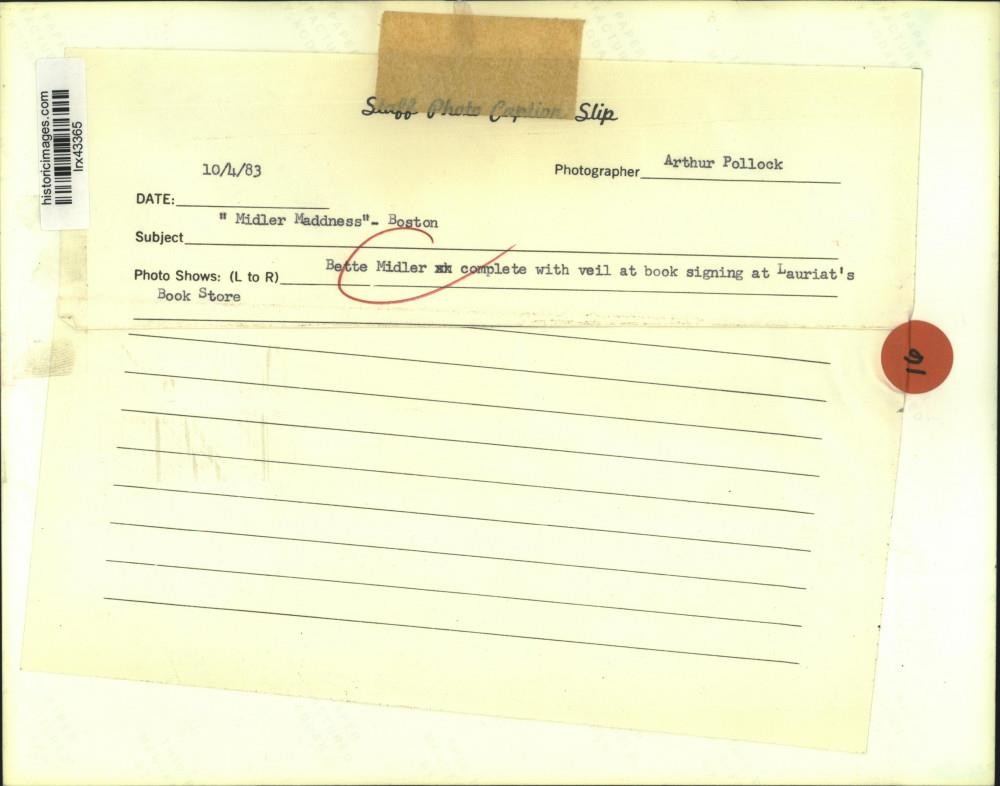 Staff Photo Caption Slip
historicimages.com
lrx43365
10/4/83
Photographer Arthur Pollock
DATE:
" Midler Maddness"- Boston
Subject
Photo Shows: (L to R) Bette Midler xx complete with veil at book signing at Lauriat's
Book Store
16